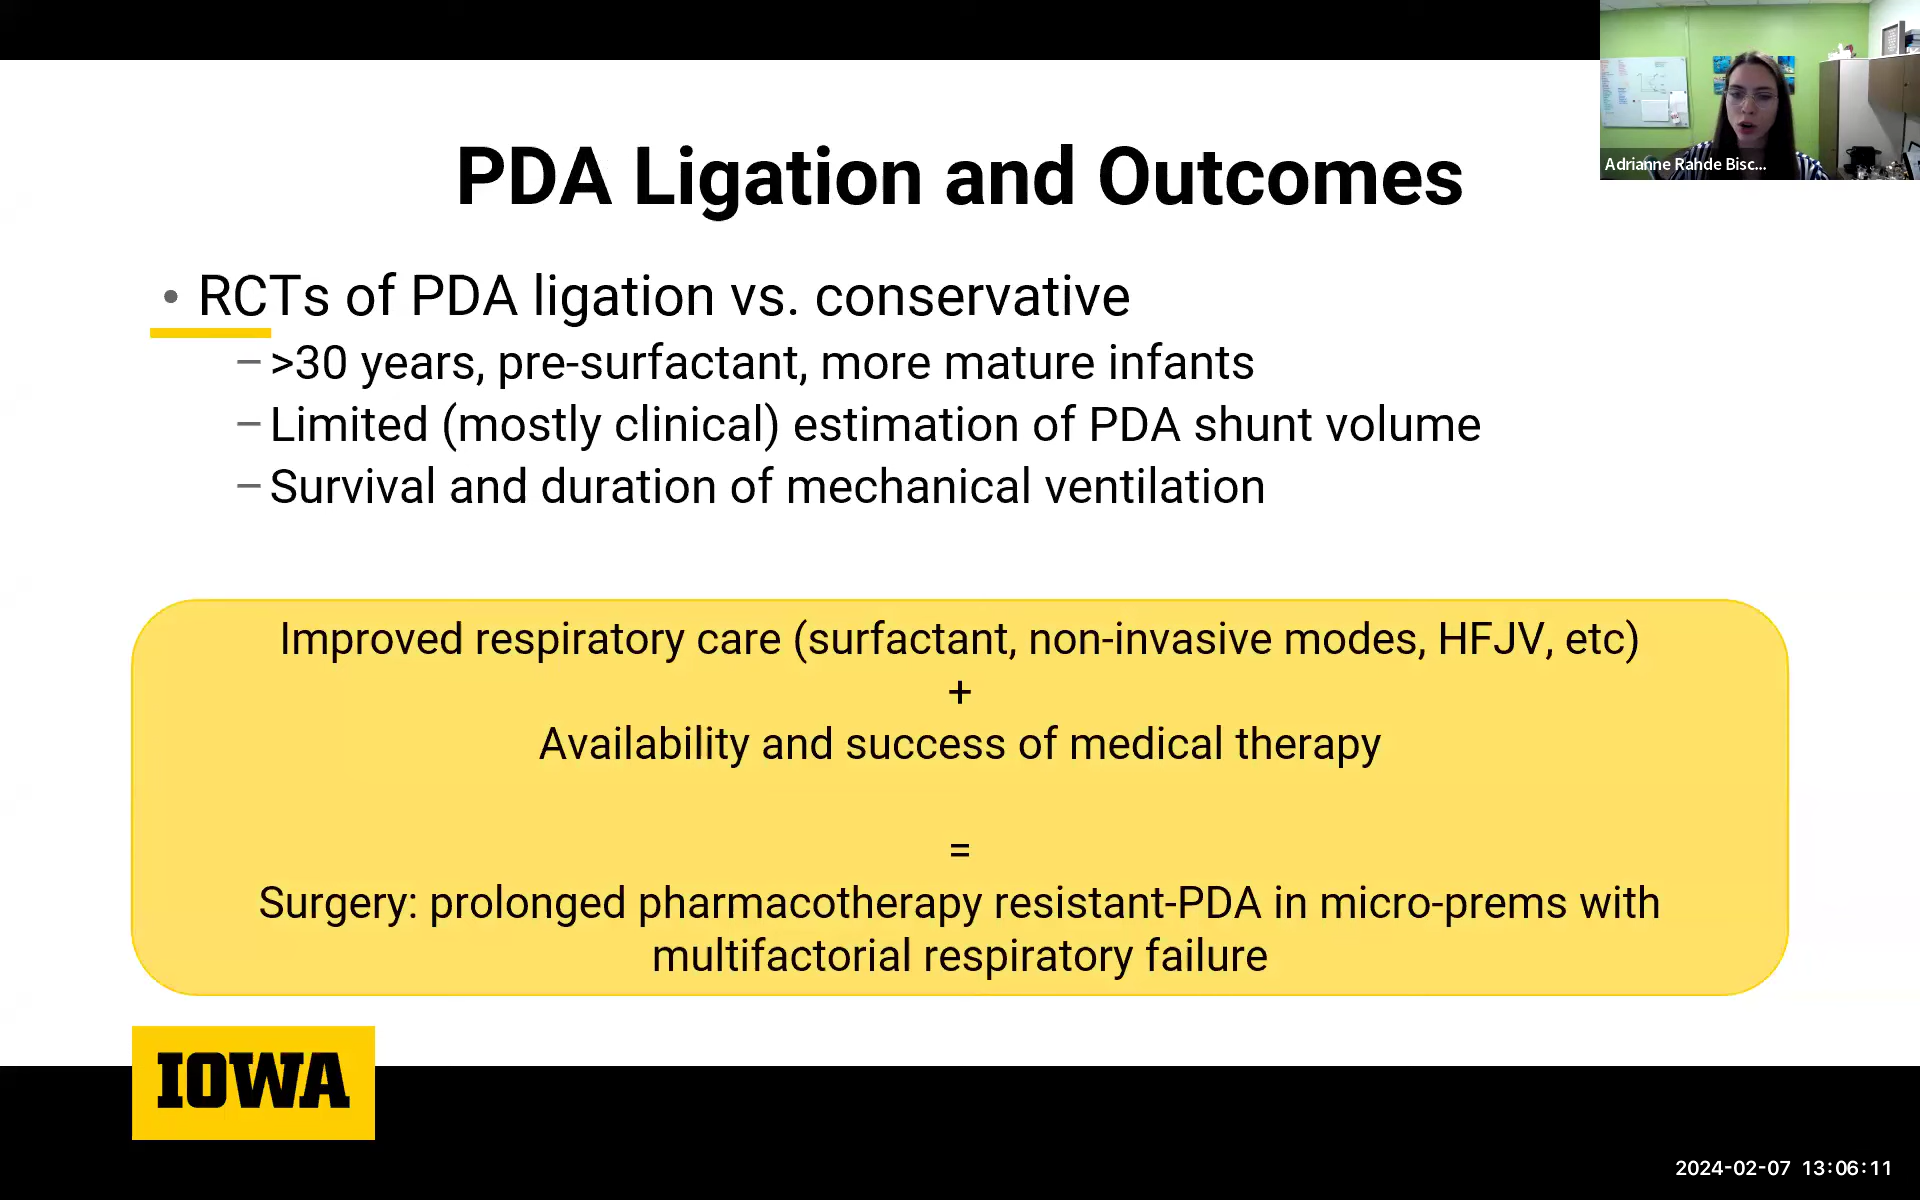 Adrianne Rahde Bisc...
PDA Ligation and Outcomes
• RCTs of PDA ligation vs. conservative
– >30 years, pre-surfactant, more mature infants
– Limited (mostly clinical) estimation of PDA shunt volume
– Survival and duration of mechanical ventilation
Improved respiratory care (surfactant, non-invasive modes, HFJV, etc)
+
Availability and success of medical therapy
=
Surgery: prolonged pharmacotherapy resistant-PDA in micro-prems with
multifactorial respiratory failure
IOWA
2024-02-07 13:06:11